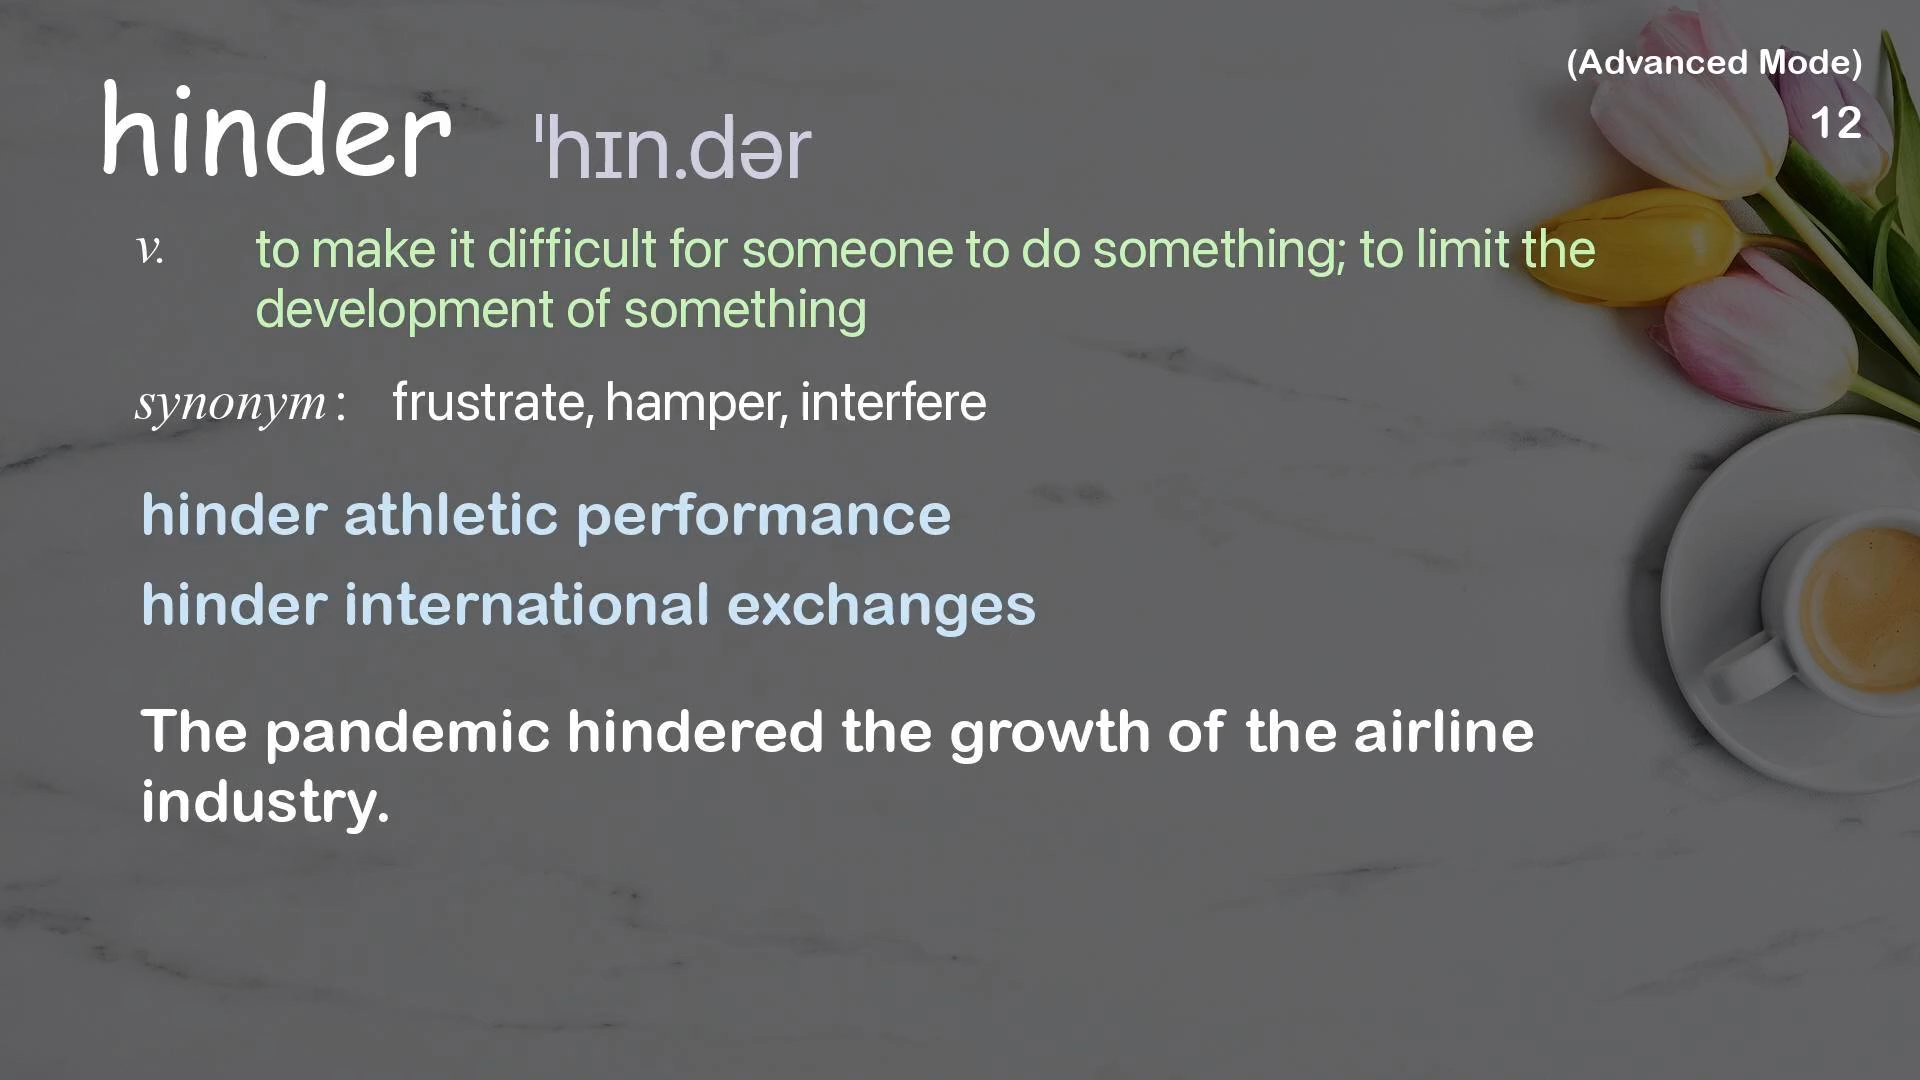 (Advanced Mode)
12
hinder ˈhɪn.dər
v. to make it difficult for someone to do something; to limit the
development of something
synonym: frustrate, hamper, interfere
hinder athletic performance
hinder international exchanges
The pandemic hindered the growth of the airline
industry.